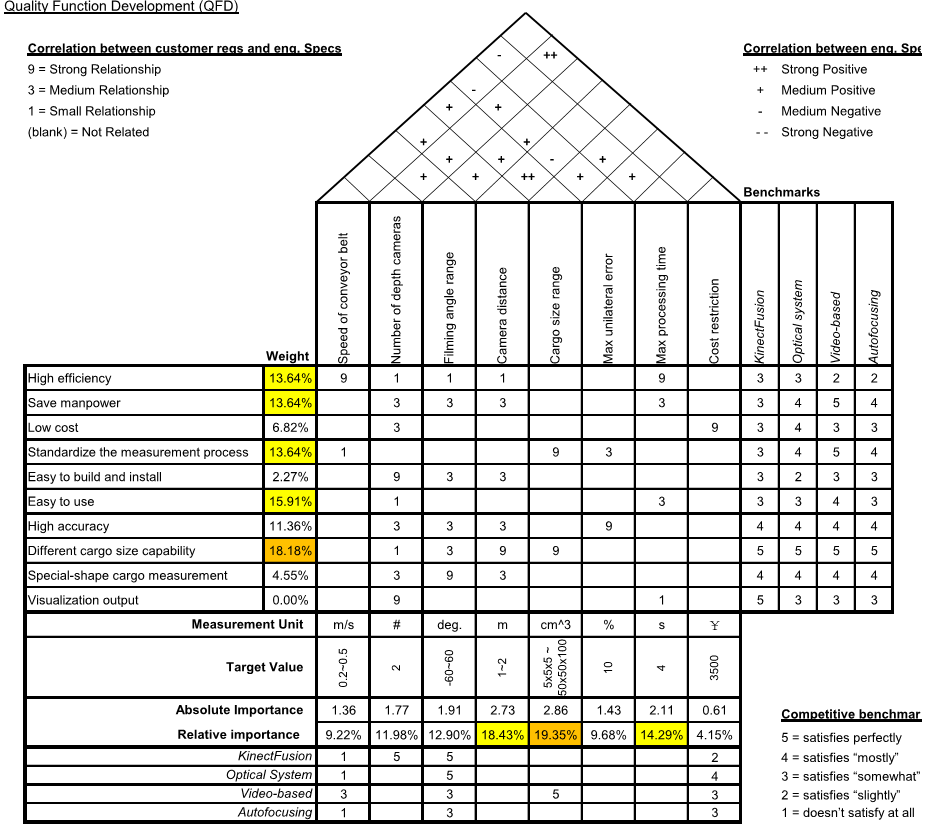 Quality Function Development (QFD)
Correlation between customer reqs and eng. Specs
9 = Strong Relationship
3 = Medium Relationship
1 = Small Relationship
(blank) = Not Related
Correlation between eng. Spe
++ Strong Positive
+ Medium Positive
- Medium Negative
- - Strong Negative
- ++
-
+ +
+ +
+ + - +
+ + ++ + +
Benchmarks
Weight
Speed of conveyor belt
Number of depth cameras
Filming angle range
Camera distance
Cargo size range
Max unilateral error
Max processing time
Cost restriction
KinectFusion
Optical system
Video-based
Autofocusing
High efficiency 13.64% 9 1 1 1 9 3 3 2 2
Save manpower 13.64% 3 3 3 3 3 4 5 4
Low cost 6.82% 3 9 3 4 3 3
Standardize the measurement process 13.64% 1 9 3 3 4 5 4
Easy to build and install 2.27% 9 3 3 3 2 3 3
Easy to use 15.91% 1 3 3 3 4 3
High accuracy 11.36% 3 3 3 9 4 4 4 4
Different cargo size capability 18.18% 1 3 9 9 5 5 5 5
Special-shape cargo measurement 4.55% 3 9 3 4 4 4 4
Visualization output 0.00% 9 1 5 3 3 3
Measurement Unit m/s # deg. m cm^3 % s ¥
Target Value 0.2~0.5 2 -60~60 1~2 5x5x5 ~ 50x50x100 10 4 3500
Absolute Importance 1.36 1.77 1.91 2.73 2.86 1.43 2.11 0.61
Relative importance 9.22% 11.98% 12.90% 18.43% 19.35% 9.68% 14.29% 4.15%
KinectFusion 1 5 5 2
Optical System 1 5 4
Video-based 3 3 5 3
Autofocusing 1 3 3
Competitive benchmar
5 = satisfies perfectly
4 = satisfies “mostly”
3 = satisfies “somewhat”
2 = satisfies “slightly”
1 = doesn’t satisfy at all